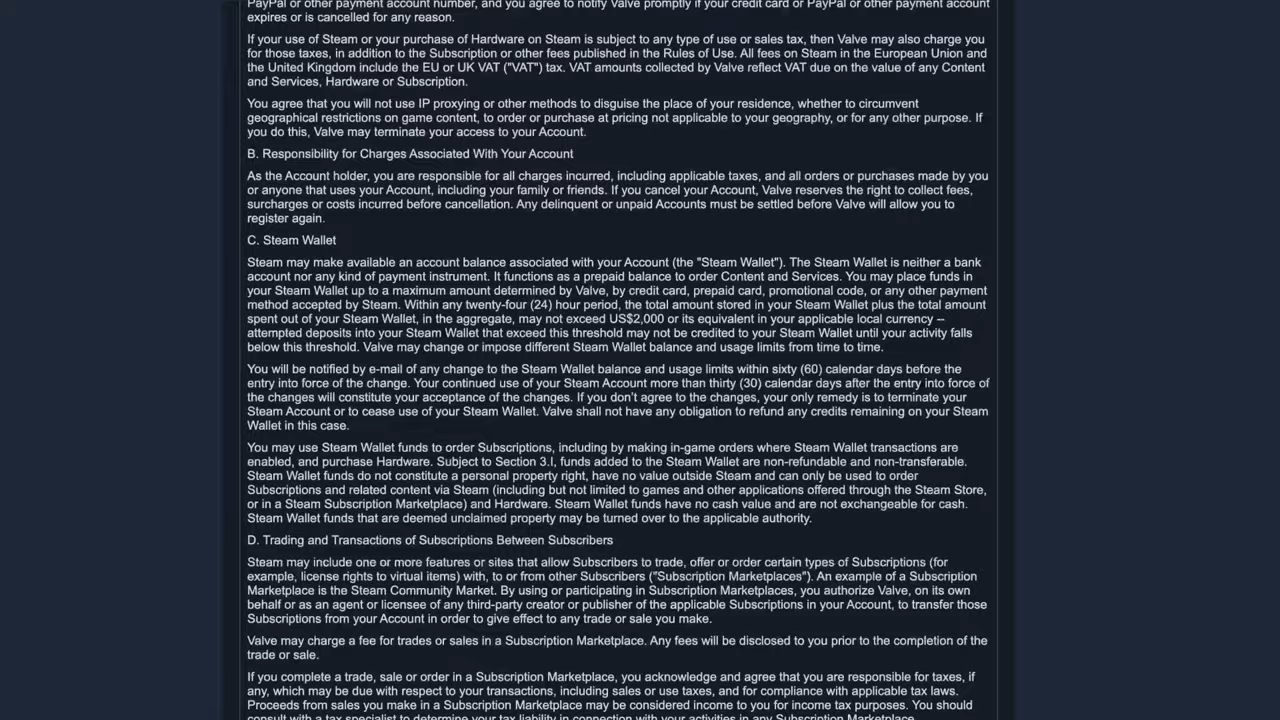 PayPal or other payment account number, and you agree to notify Valve promptly if your credit card or PayPal or other payment account
expires or is cancelled for any reason.
If your use of Steam or your purchase of Hardware on Steam is subject to any type of use or sales tax, then Valve may also charge you
for those taxes, in addition to the Subscription or other fees published in the Rules of Use. All fees on Steam in the European Union and
the United Kingdom include the EU or UK VAT ("VAT") tax. VAT amounts collected by Valve reflect VAT due on the value of any Content
and Services, Hardware or Subscription.
You agree that you will not use IP proxying or other methods to disguise the place of your residence, whether to circumvent
geographical restrictions on game content, to order or purchase at pricing not applicable to your geography, or for any other purpose. If
you do this, Valve may terminate your access to your Account.
B. Responsibility for Charges Associated With Your Account
As the Account holder, you are responsible for all charges incurred, including applicable taxes, and all orders or purchases made by you
or anyone that uses your Account, including your family or friends. If you cancel your Account, Valve reserves the right to collect fees,
surcharges or costs incurred before cancellation. Any delinquent or unpaid Accounts must be settled before Valve will allow you to
register again.
C. Steam Wallet
Steam may make available an account balance associated with your Account (the "Steam Wallet"). The Steam Wallet is neither a bank
account nor any kind of payment instrument. It functions as a prepaid balance to order Content and Services. You may place funds in
your Steam Wallet up to a maximum amount determined by Valve, by credit card, prepaid card, promotional code, or any other payment
method accepted by Steam. Within any twenty-four (24) hour period, the total amount stored in your Steam Wallet plus the total amount
spent out of your Steam Wallet, in the aggregate, may not exceed US$2,000 or its equivalent in your applicable local currency –
attempted deposits into your Steam Wallet that exceed this threshold may not be credited to your Steam Wallet until your activity falls
below this threshold. Valve may change or impose different Steam Wallet balance and usage limits from time to time.
You will be notified by e-mail of any change to the Steam Wallet balance and usage limits within sixty (60) calendar days before the
entry into force of the change. Your continued use of your Steam Account more than thirty (30) calendar days after the entry into force of
the changes will constitute your acceptance of the changes. If you don't agree to the changes, your only remedy is to terminate your
Steam Account or to cease use of your Steam Wallet. Valve shall not have any obligation to refund any credits remaining on your Steam
Wallet in this case.
You may use Steam Wallet funds to order Subscriptions, including by making in-game orders where Steam Wallet transactions are
enabled, and purchase Hardware. Subject to Section 3.I, funds added to the Steam Wallet are non-refundable and non-transferable.
Steam Wallet funds do not constitute a personal property right, have no value outside Steam and can only be used to order
Subscriptions and related content via Steam (including but not limited to games and other applications offered through the Steam Store,
or in a Steam Subscription Marketplace) and Hardware. Steam Wallet funds have no cash value and are not exchangeable for cash.
Steam Wallet funds that are deemed unclaimed property may be turned over to the applicable authority.
D. Trading and Transactions of Subscriptions Between Subscribers
Steam may include one or more features or sites that allow Subscribers to trade, offer or order certain types of Subscriptions (for
example, license rights to virtual items) with, to or from other Subscribers ("Subscription Marketplaces"). An example of a Subscription
Marketplace is the Steam Community Market. By using or participating in Subscription Marketplaces, you authorize Valve, on its own
behalf or as an agent or licensee of any third-party creator or publisher of the applicable Subscriptions in your Account, to transfer those
Subscriptions from your Account in order to give effect to any trade or sale you make.
Valve may charge a fee for trades or sales in a Subscription Marketplace. Any fees will be disclosed to you prior to the completion of the
trade or sale.
If you complete a trade, sale or order in a Subscription Marketplace, you acknowledge and agree that you are responsible for taxes, if
any, which may be due with respect to your transactions, including sales or use taxes, and for compliance with applicable tax laws.
Proceeds from sales you make in a Subscription Marketplace may be considered income to you for income tax purposes. You should
consult with a tax specialist to determine your tax liability in connection with your activities in any Subscription Marketplace.